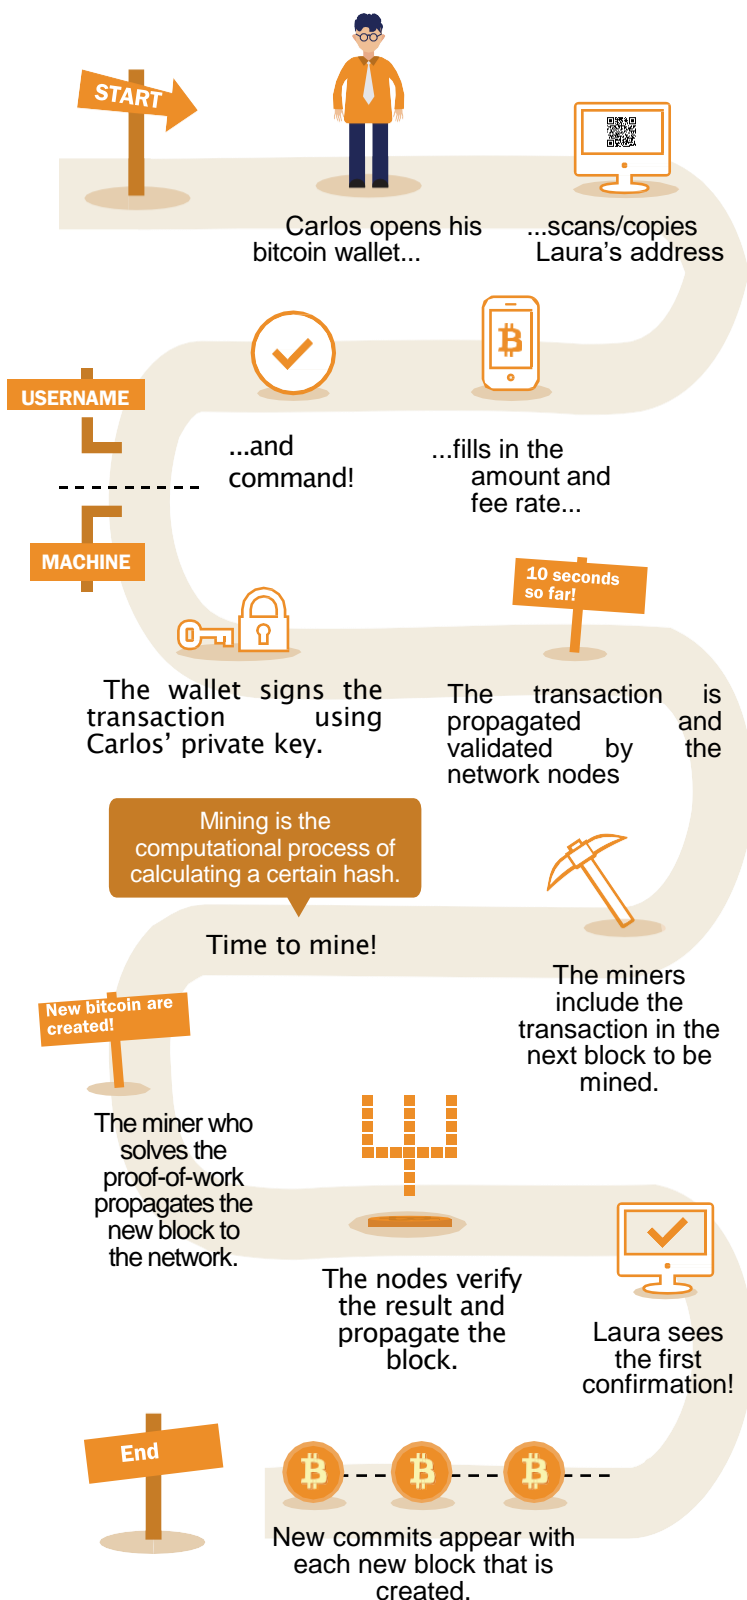 START
Carlos opens his
bitcoin wallet...
...scans/copies
Laura's address
...fills in the
amount and
fee rate...
...and
command!
USERNAME
MACHINE
The wallet signs the
transaction using
Carlos' private key.
10 seconds
so far!
The transaction is
propagated and
validated by the
network nodes
The miners
include the
transaction in the
next block to be
mined.
Mining is the
computational process of
calculating a certain hash.
Time to mine!
New bitcoin are
created!
The miner who
solves the
proof-of-work
propagates the
new block to
the network.
The nodes verify
the result and
propagate the
block.
Laura sees
the first
confirmation!
End
New commits appear with
each new block that is
created.